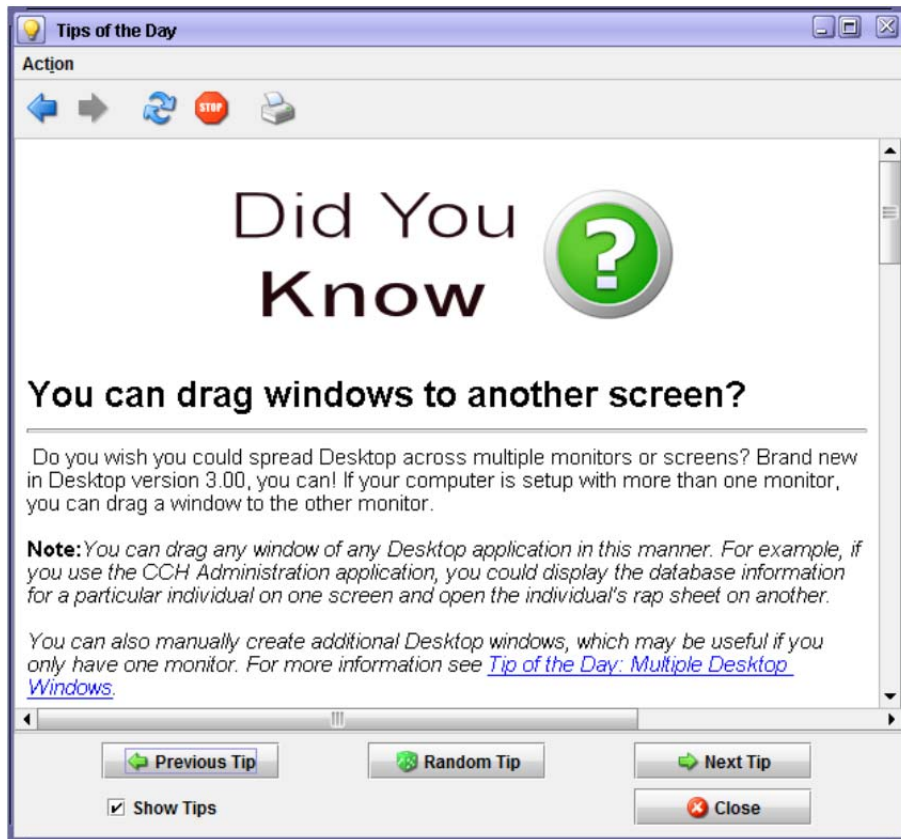 Tips of the Day
Action
STOP
Did You
Know
?
You can drag windows to another screen?
Do you wish you could spread Desktop across multiple monitors or screens? Brand new
in Desktop version 3.00, you can! If your computer is setup with more than one monitor,
you can drag a window to the other monitor.
Note:You can drag any window of any Desktop application in this manner. For example, if
you use the CCH Administration application, you could display the database information
for a particular individual on one screen and open the individual's rap sheet on another.
You can also manually create additional Desktop windows, which may be useful if you
only have one monitor. For more information see Tip of the Day: Multiple Desktop
Windows.
Previous Tip
Random Tip
Next Tip
Show Tips
Close